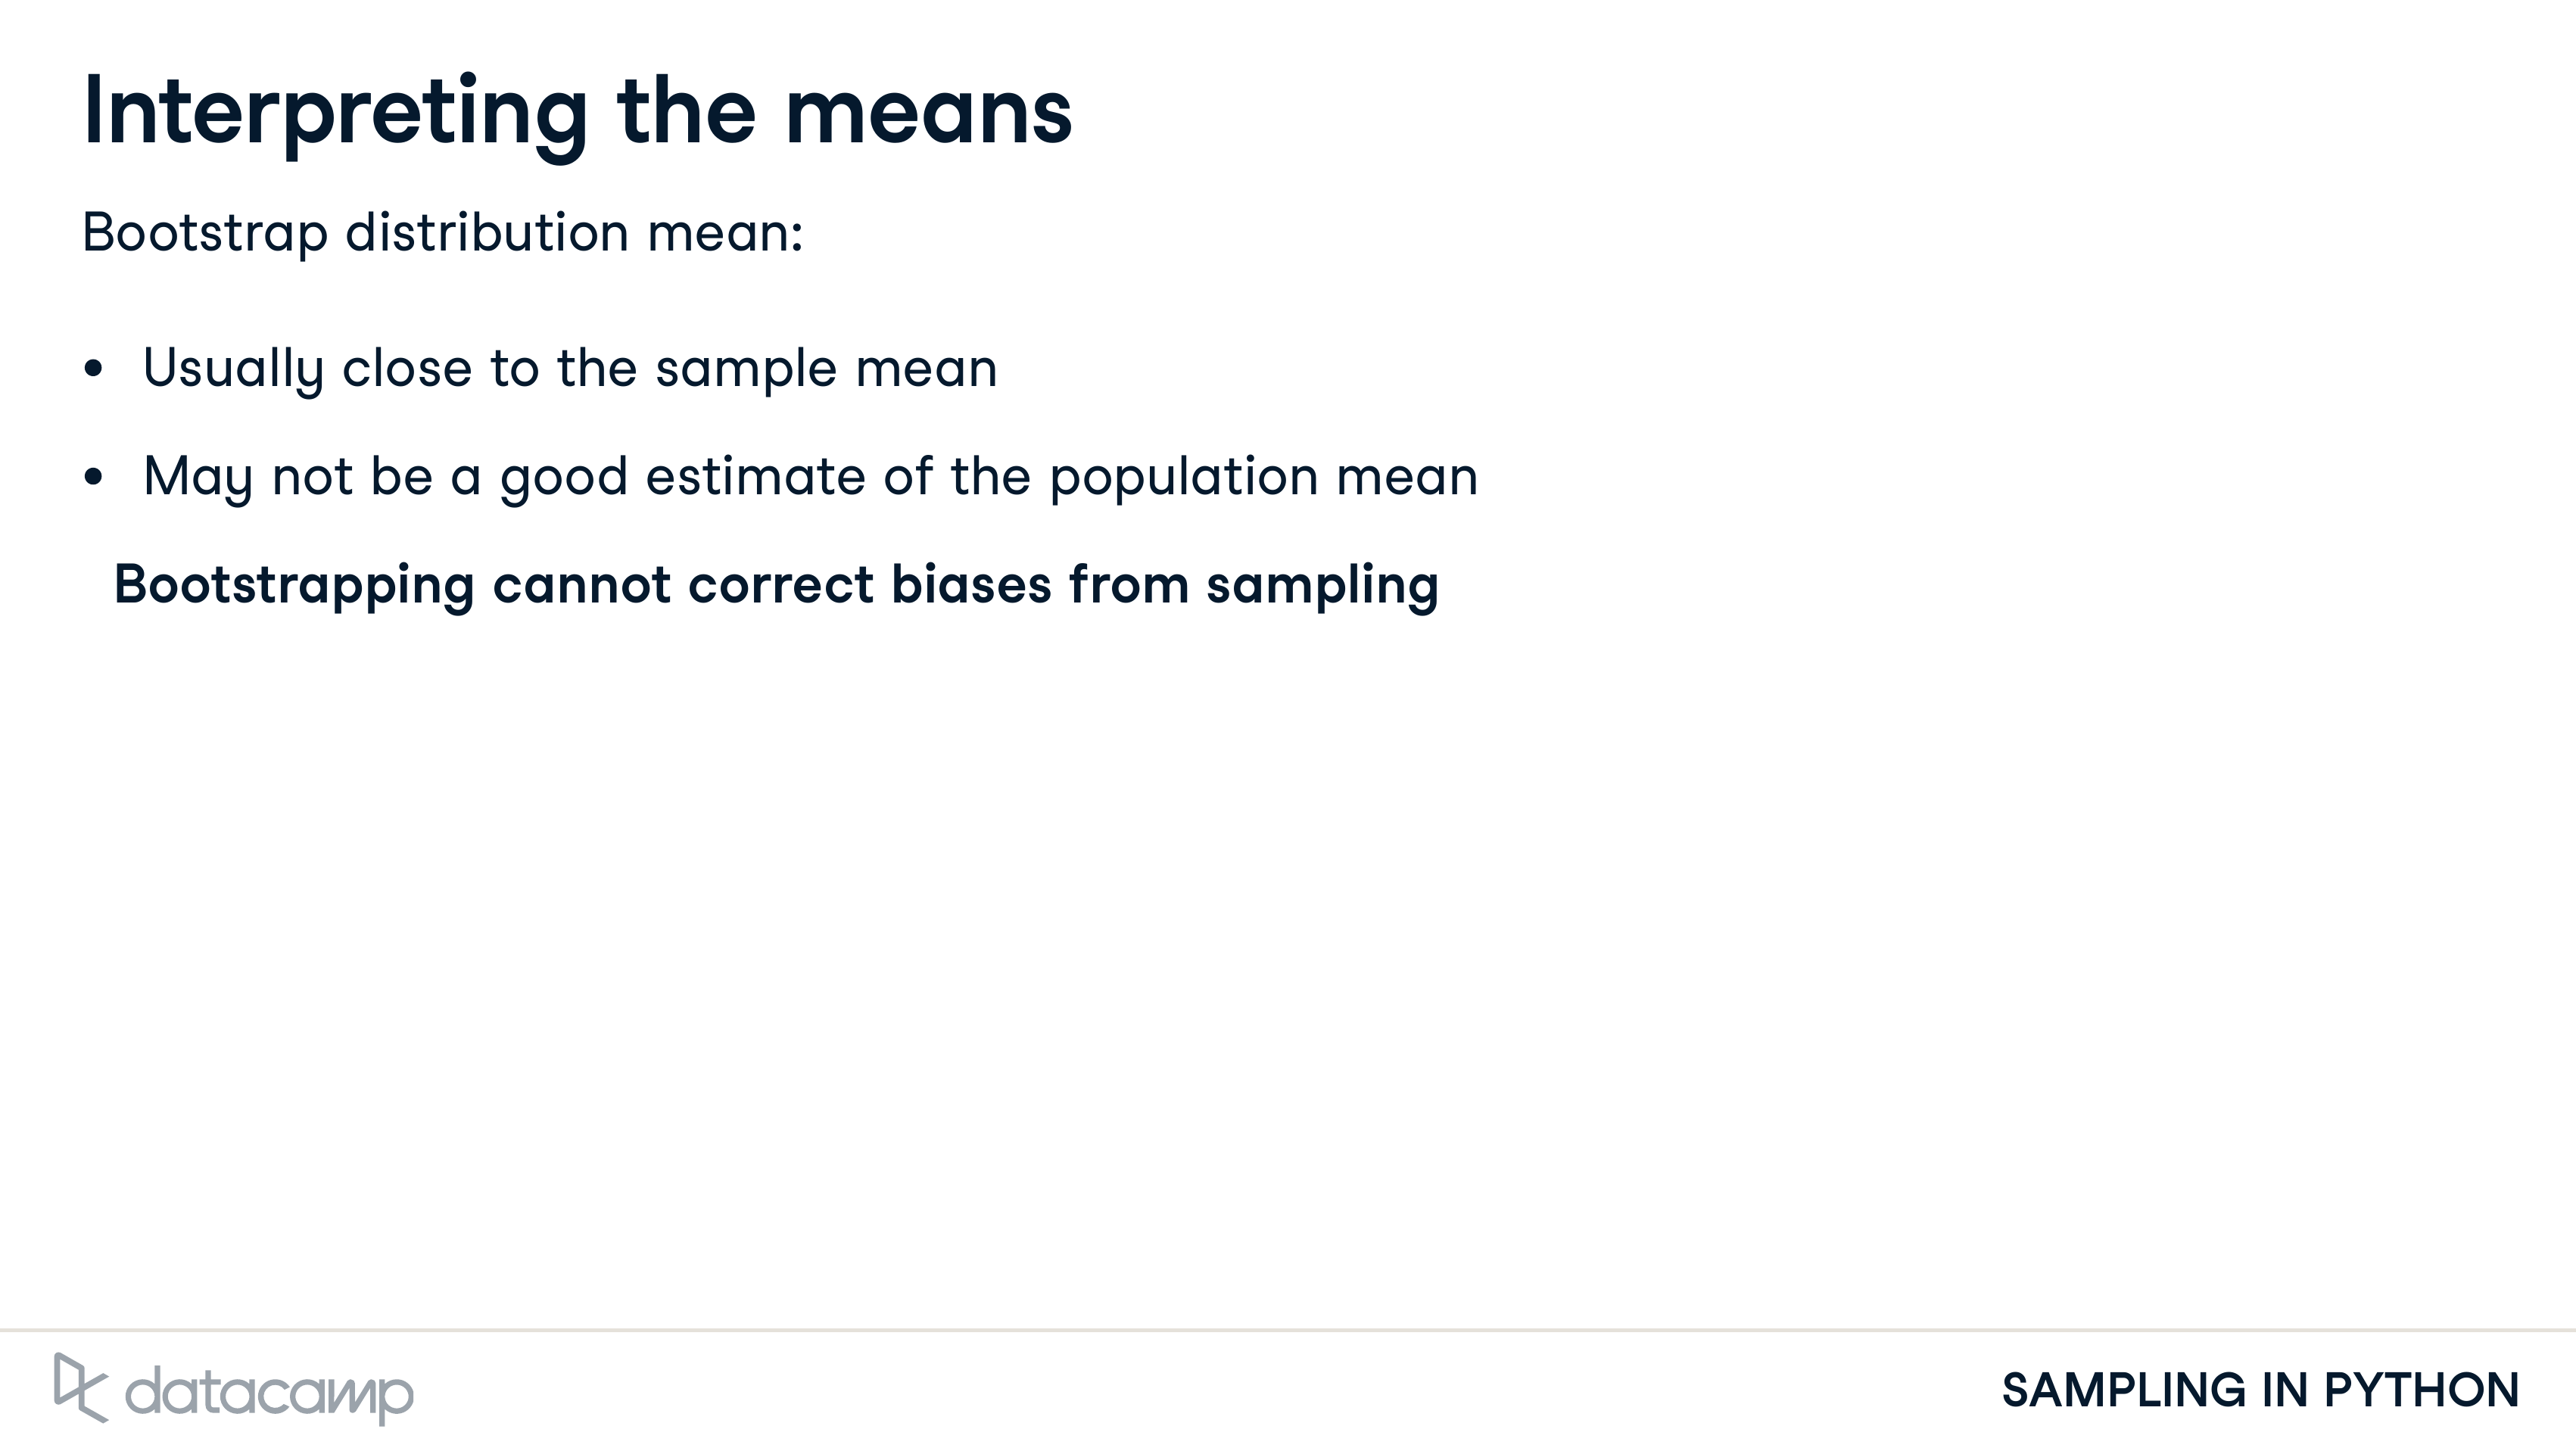 Interpreting the means
Bootstrap distribution mean:
• Usually close to the sample mean
• May not be a good estimate of the population mean
Bootstrapping cannot correct biases from sampling
datacamp
SAMPLING IN PYTHON